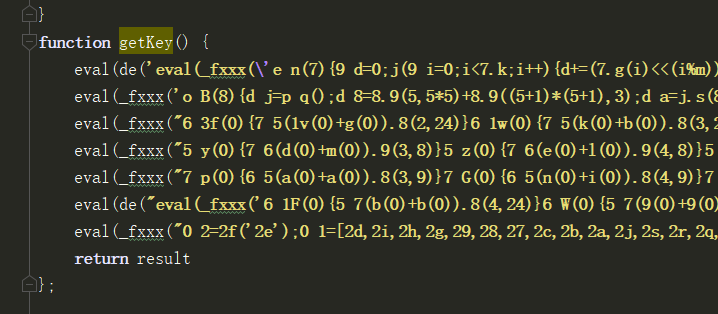 }
function getKey() {
eval(de('eval(_fxxx(\'e n(7){9 d=0;j(9 i=0;i<7.k;i++){d+=(7.g(i)<<(i%m))
eval(_fxxx('o B(8){d j=p q();d 8=8.9(5,5*5)+8.9((5+1)*(5+1),3);d a=j.s(8
eval(_fxxx("6 3f(0){7 5(1v(0)+g(0)).8(2,24)}6 1w(0){7 5(k(0)+b(0)).8(3,2
eval(_fxxx("5 y(0){7 6(d(0)+m(0)).9(3,8)}5 z(0){7 6(e(0)+l(0)).9(4,8)}5
eval(_fxxx("7 p(0){6 5(a(0)+a(0)).8(3,9)}7 G(0){6 5(n(0)+i(0)).8(4,9)}7
eval(de("eval(_fxxx('6 1F(0){5 7(b(0)+b(0)).8(4,24)}6 W(0){5 7(9(0)+9(0)
eval(_fxxx("0 2=2f('2e');0 1=[2d,2i,2h,2g,29,28,27,2c,2b,2a,2j,2s,2r,2q,
return result
};